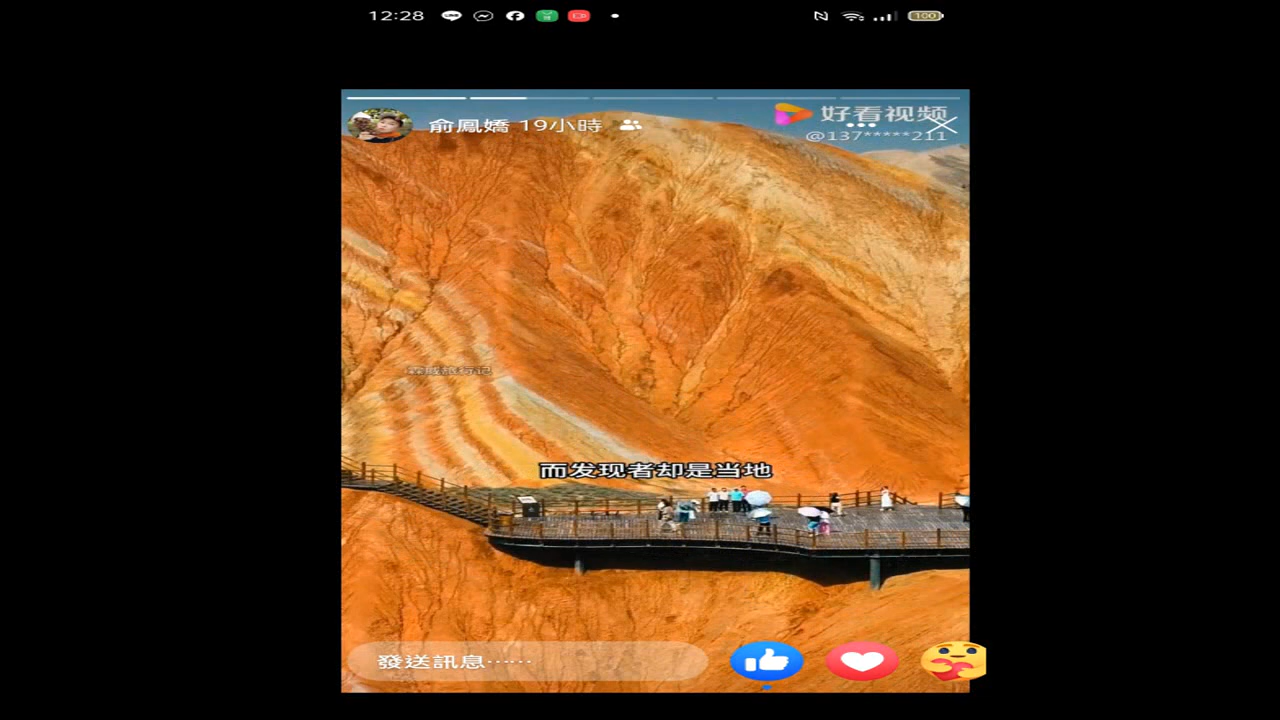 12:28
100
好看视频
俞鳳嬌 19小時
@137*****211
而发现者却是当地
發送訊息……